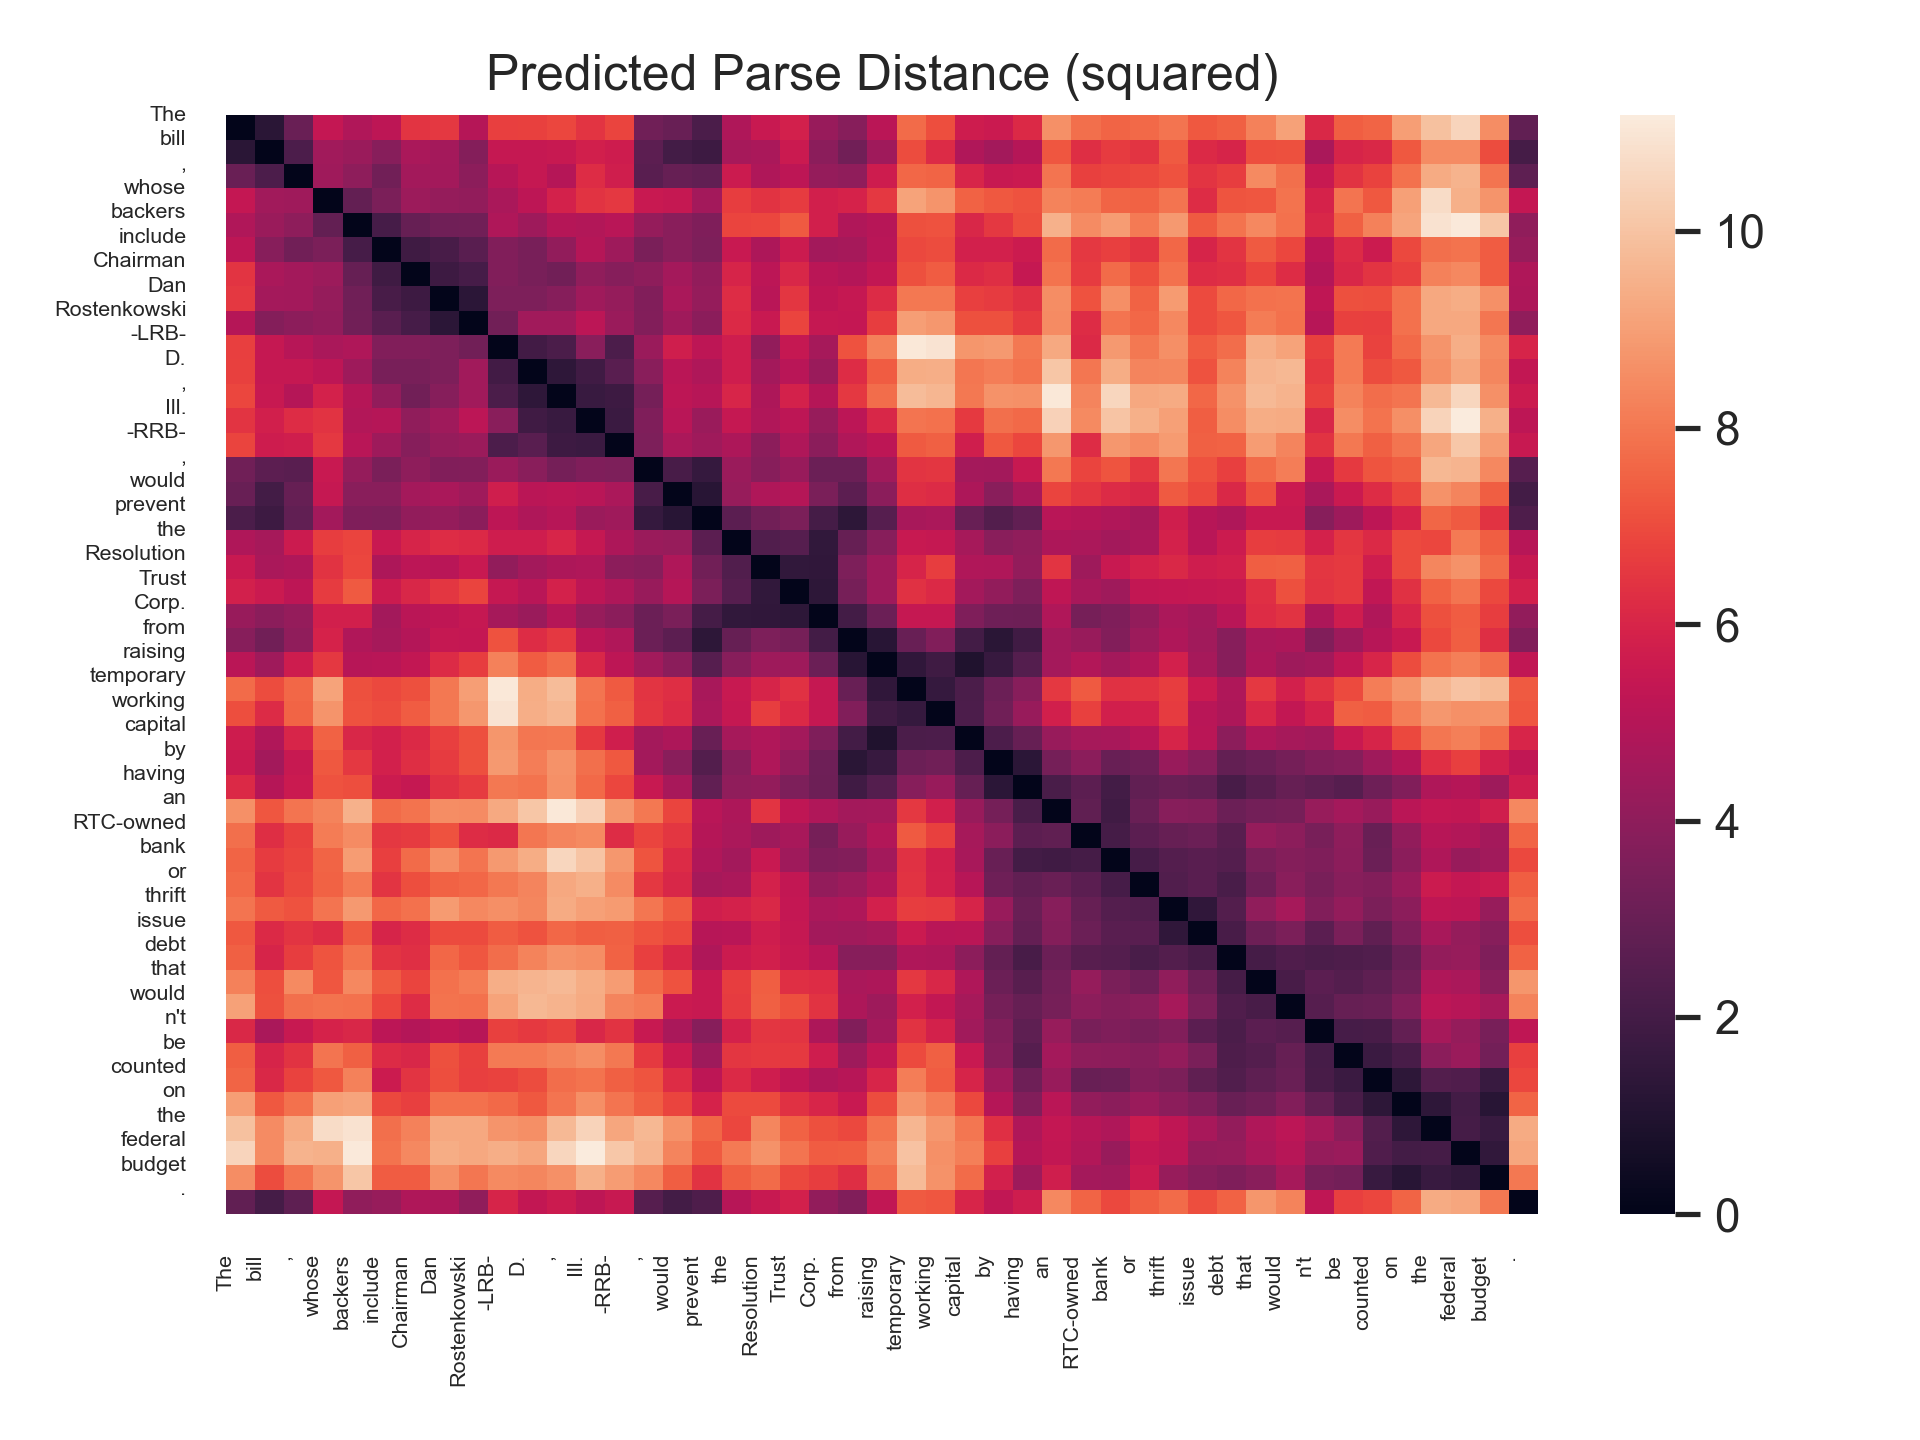 Predicted Parse Distance (squared)
The
bill
,
whose
backers
include
Chairman
Dan
Rostenkowski
-LRB-
D.
,
Ill.
-RRB-
,
would
prevent
the
Resolution
Trust
Corp.
from
raising
temporary
working
capital
by
having
an
RTC-owned
bank
or
thrift
issue
debt
that
would
n't
be
counted
on
the
federal
budget
.
10
8
6
4
2
0
The
bill
,
whose
backers
include
Chairman
Dan
Rostenkowski
-LRB-
D.
,
Ill.
-RRB-
,
would
prevent
the
Resolution
Trust
Corp.
from
raising
temporary
working
capital
by
having
an
RTC-owned
bank
or
thrift
issue
debt
that
would
n't
be
counted
on
the
federal
budget
.